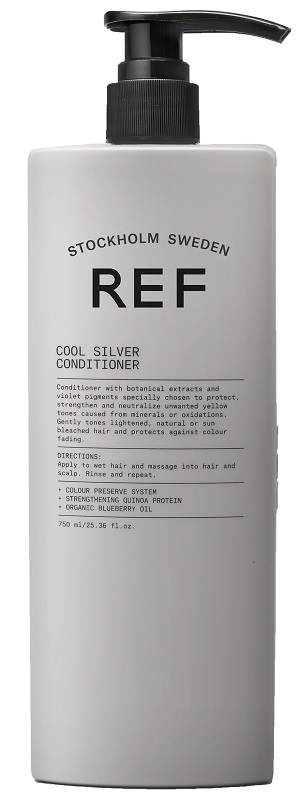 STOCKHOLM SWEDEN
REF
COOL SILVER
CONDITIONER
Conditioner with botanical extracts and
violet pigments specially chosen to protect,
strengthen and neutralize unwanted yellow
tones caused from minerals or oxidations.
Gently tones lightened, natural or sun
bleached hair and protects against colour
fading.
DIRECTIONS:
Apply to wet hair and massage into hair and
scalp. Rinse and repeat.
+ COLOUR PRESERVE SYSTEM
+ STRENGTHENING QUINOA PROTEIN
+ ORGANIC BLUEBERRY OIL
750 ml/25.36 fl.oz.